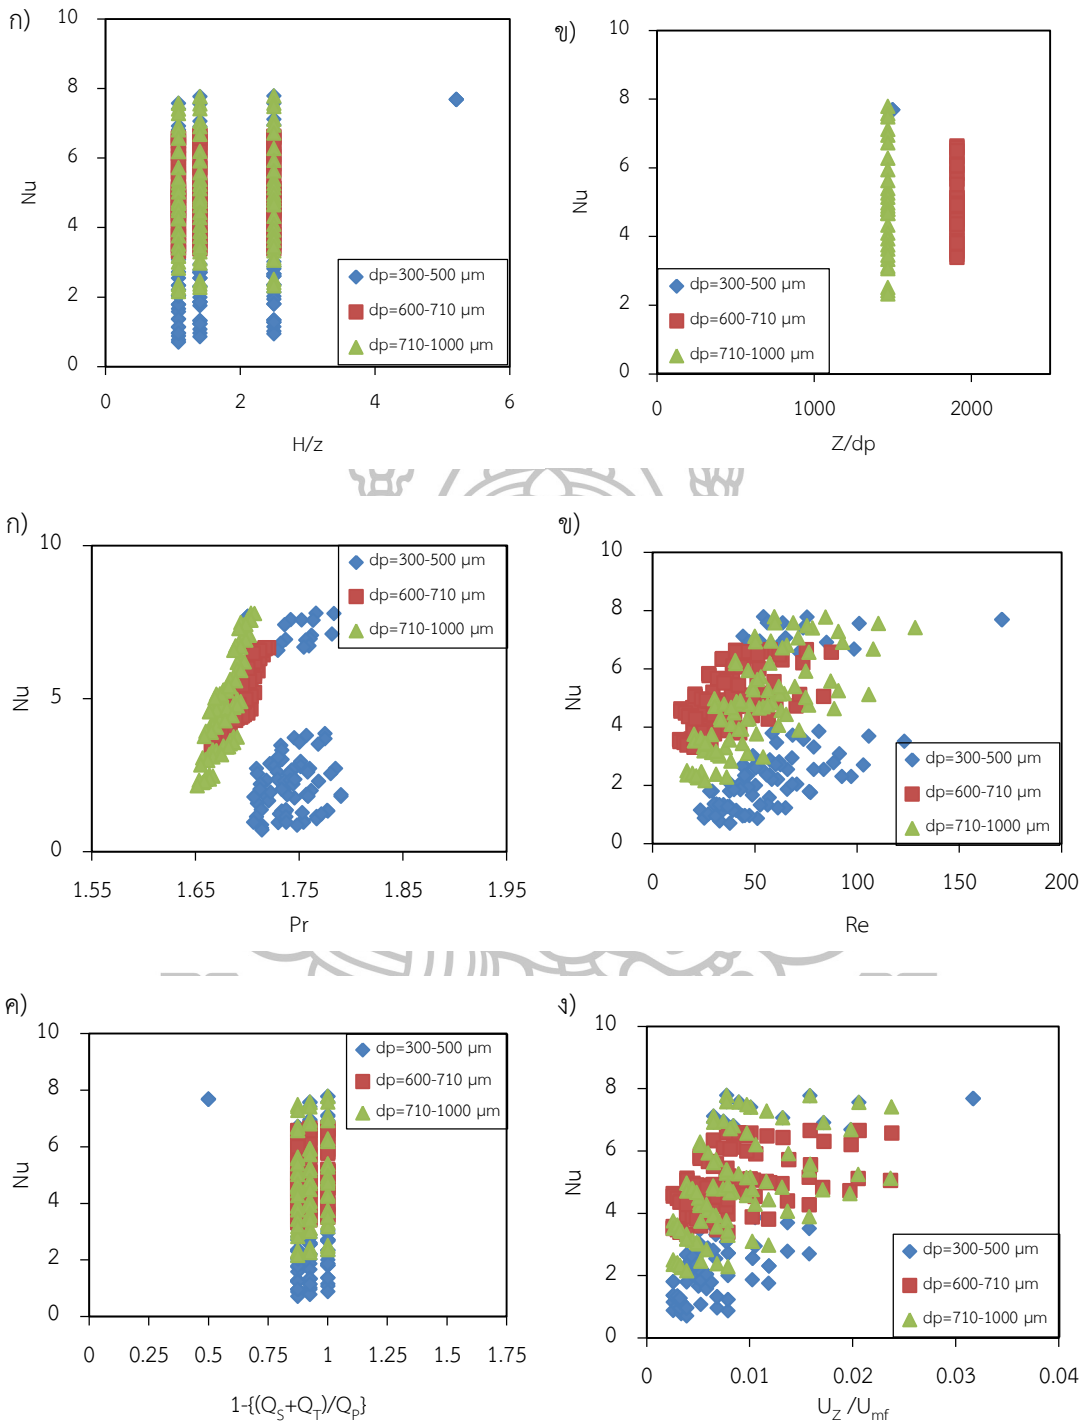 ก)
10
8
6
4
2
0
Nu
dp=300-500 µm
dp=600-710 µm
dp=710-1000 µm
0 2 4 6
H/z
ข)
10
8
6
4
2
0
Nu
dp=300-500 µm
dp=600-710 µm
dp=710-1000 µm
0 1000 2000
Z/dp
ก)
10
5
0
Nu
dp=300-500 µm
dp=600-710 µm
dp=710-1000 µm
1.55 1.65 1.75 1.85 1.95
Pr
ข)
10
8
6
4
2
0
Nu
dp=300-500 µm
dp=600-710 µm
dp=710-1000 µm
0 50 100 150 200
Re
ค)
10
8
6
4
2
0
Nu
dp=300-500 µm
dp=600-710 µm
dp=710-1000 µm
0 0.25 0.5 0.75 1 1.25 1.5 1.75
1-{(Q_S+Q_T)/Q_P}
ง)
10
8
6
4
2
0
Nu
dp=300-500 µm
dp=600-710 µm
dp=710-1000 µm
0 0.01 0.02 0.03 0.04
U_Z /U_mf